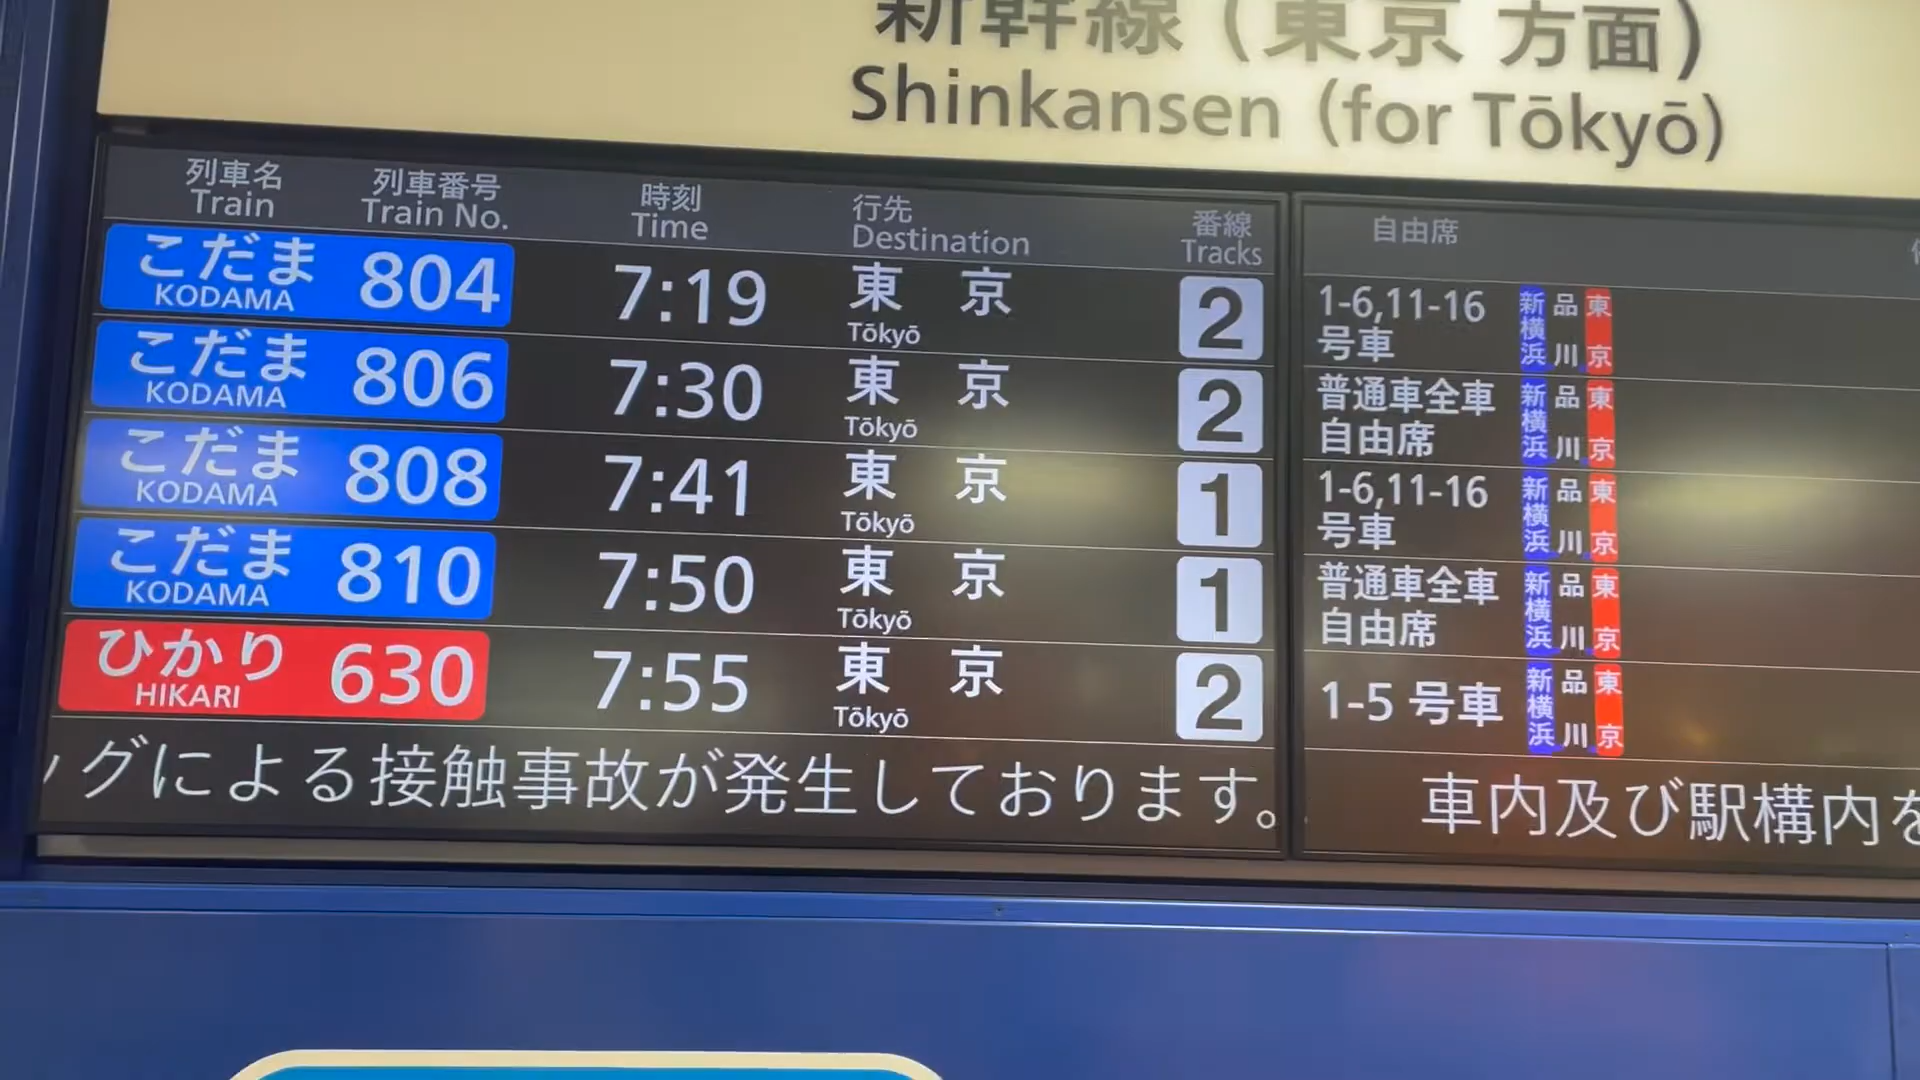 新幹線（東京 方面）
Shinkansen (for Tōkyō)
列車名 列車番号 時刻 行先 番線 自由席
Train Train No. Time Destination Tracks
こだま KODAMA 804 7:19 東京 Tōkyō 2 1-6,11-16号車 新横浜 品川 東京
こだま KODAMA 806 7:30 東京 Tōkyō 2 普通車全車自由席 新横浜 品川 東京
こだま KODAMA 808 7:41 東京 Tōkyō 1 1-6,11-16号車 新横浜 品川 東京
こだま KODAMA 810 7:50 東京 Tōkyō 1 普通車全車自由席 新横浜 品川 東京
ひかり HIKARI 630 7:55 東京 Tōkyō 2 1-5 号車 新横浜 品川 東京
ッグによる接触事故が発生しております。 車内及び駅構内を